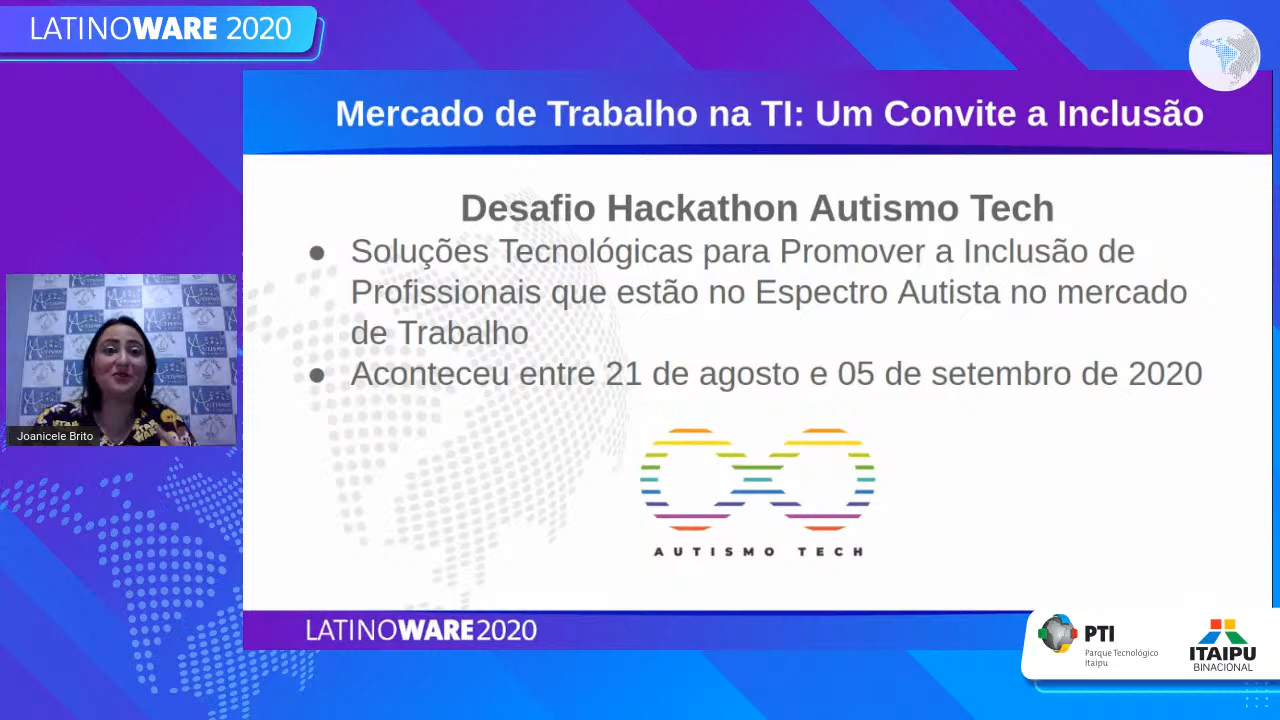 LATINOWARE 2020
Mercado de Trabalho na TI: Um Convite a Inclusão
Desafio Hackathon Autismo Tech
● Soluções Tecnológicas para Promover a Inclusão de
Profissionais que estão no Espectro Autista no mercado
de Trabalho
● Aconteceu entre 21 de agosto e 05 de setembro de 2020
AUTISMO TECH
Joanicele Brito
LATINOWARE2020
PTI
Parque Tecnológico
Itaipu
ITAIPU
BINACIONAL